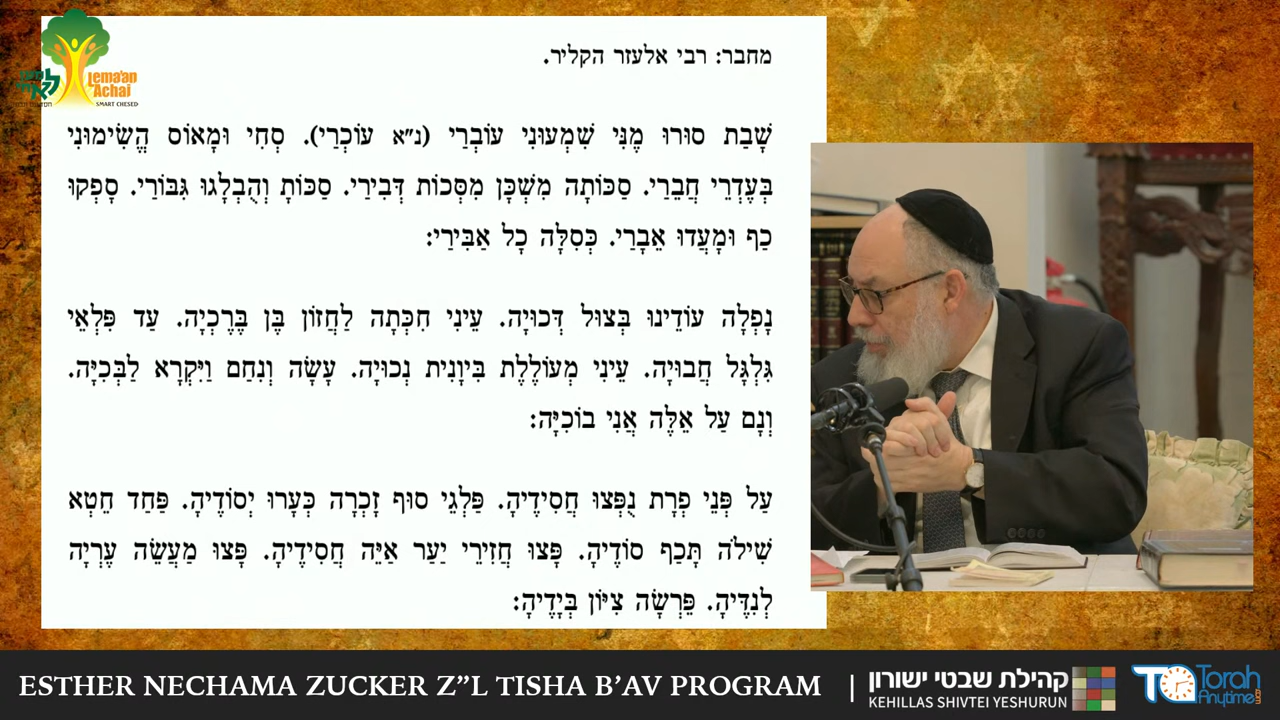 Lema'an
Achai
SMART CHESED
מחבר: רבי אלעזר הקליר.
שָׁבַת סוּרוּ מֶנִּי שִׁמְעוּנִי עוֹבְרַי (נ"א עוֹכְרַי). סְחִי וּמָאוֹס הֱשִׂימוּנִי
בְּעֶדְרֵי חֲבֵרַי. סַכּוֹתָה מִשְׁכָּן מִסְּכוֹת דְּבִירַי. סַכּוֹתָ וְהֻבְלָגוּ גִּבּוֹרַי. סָפְקוּ
כַף וּמָעֲדוּ אֵבָרַי. כְּסִלָּה כָל אַבִּירַי:
נָפְלָה עוֹדֵינוּ בְּצוּל דְּכוּיָה. עֵינִי חִכְּתָה לַחֲזוֹן בֶּן בֶּרֶכְיָה. עַד פִּלְאֵי
גִּלְגָּל חֲבוּיָה. עֵינִי מְעוֹלֶלֶת בִּיוָנִית נְכוּיָה. עָשָׂה וְנִחַם וַיִּקְרָא לַבְּכִיָּה.
וְנָם עַל אֵלֶּה אֲנִי בוֹכִיָּה:
עַל פְּנֵי פְרָת נֻפְּצוּ חֲסִידֶיהָ. פַּלְגֵי סוּף זָכְרָה כְּעָרוּ יְסוֹדֶיהָ. פַּחַד חֵטְא
שִׁילֹה תָּכַף סוֹדֶיהָ. פָּצוּ חֲזִירֵי יַעַר אַיֵּה חֲסִידֶיהָ. פָּצוּ מַעֲשֵׂה עֶרְיָה
לְנִדֶּיהָ. פֵּרְשָׂה צִיּוֹן בְּיָדֶיהָ:
ESTHER NECHAMA ZUCKER Z"L TISHA B'AV PROGRAM | קהילת שבטי ישורון
KEHILLAS SHIVTEI YESHURUN
TA Torah
Anytime.com